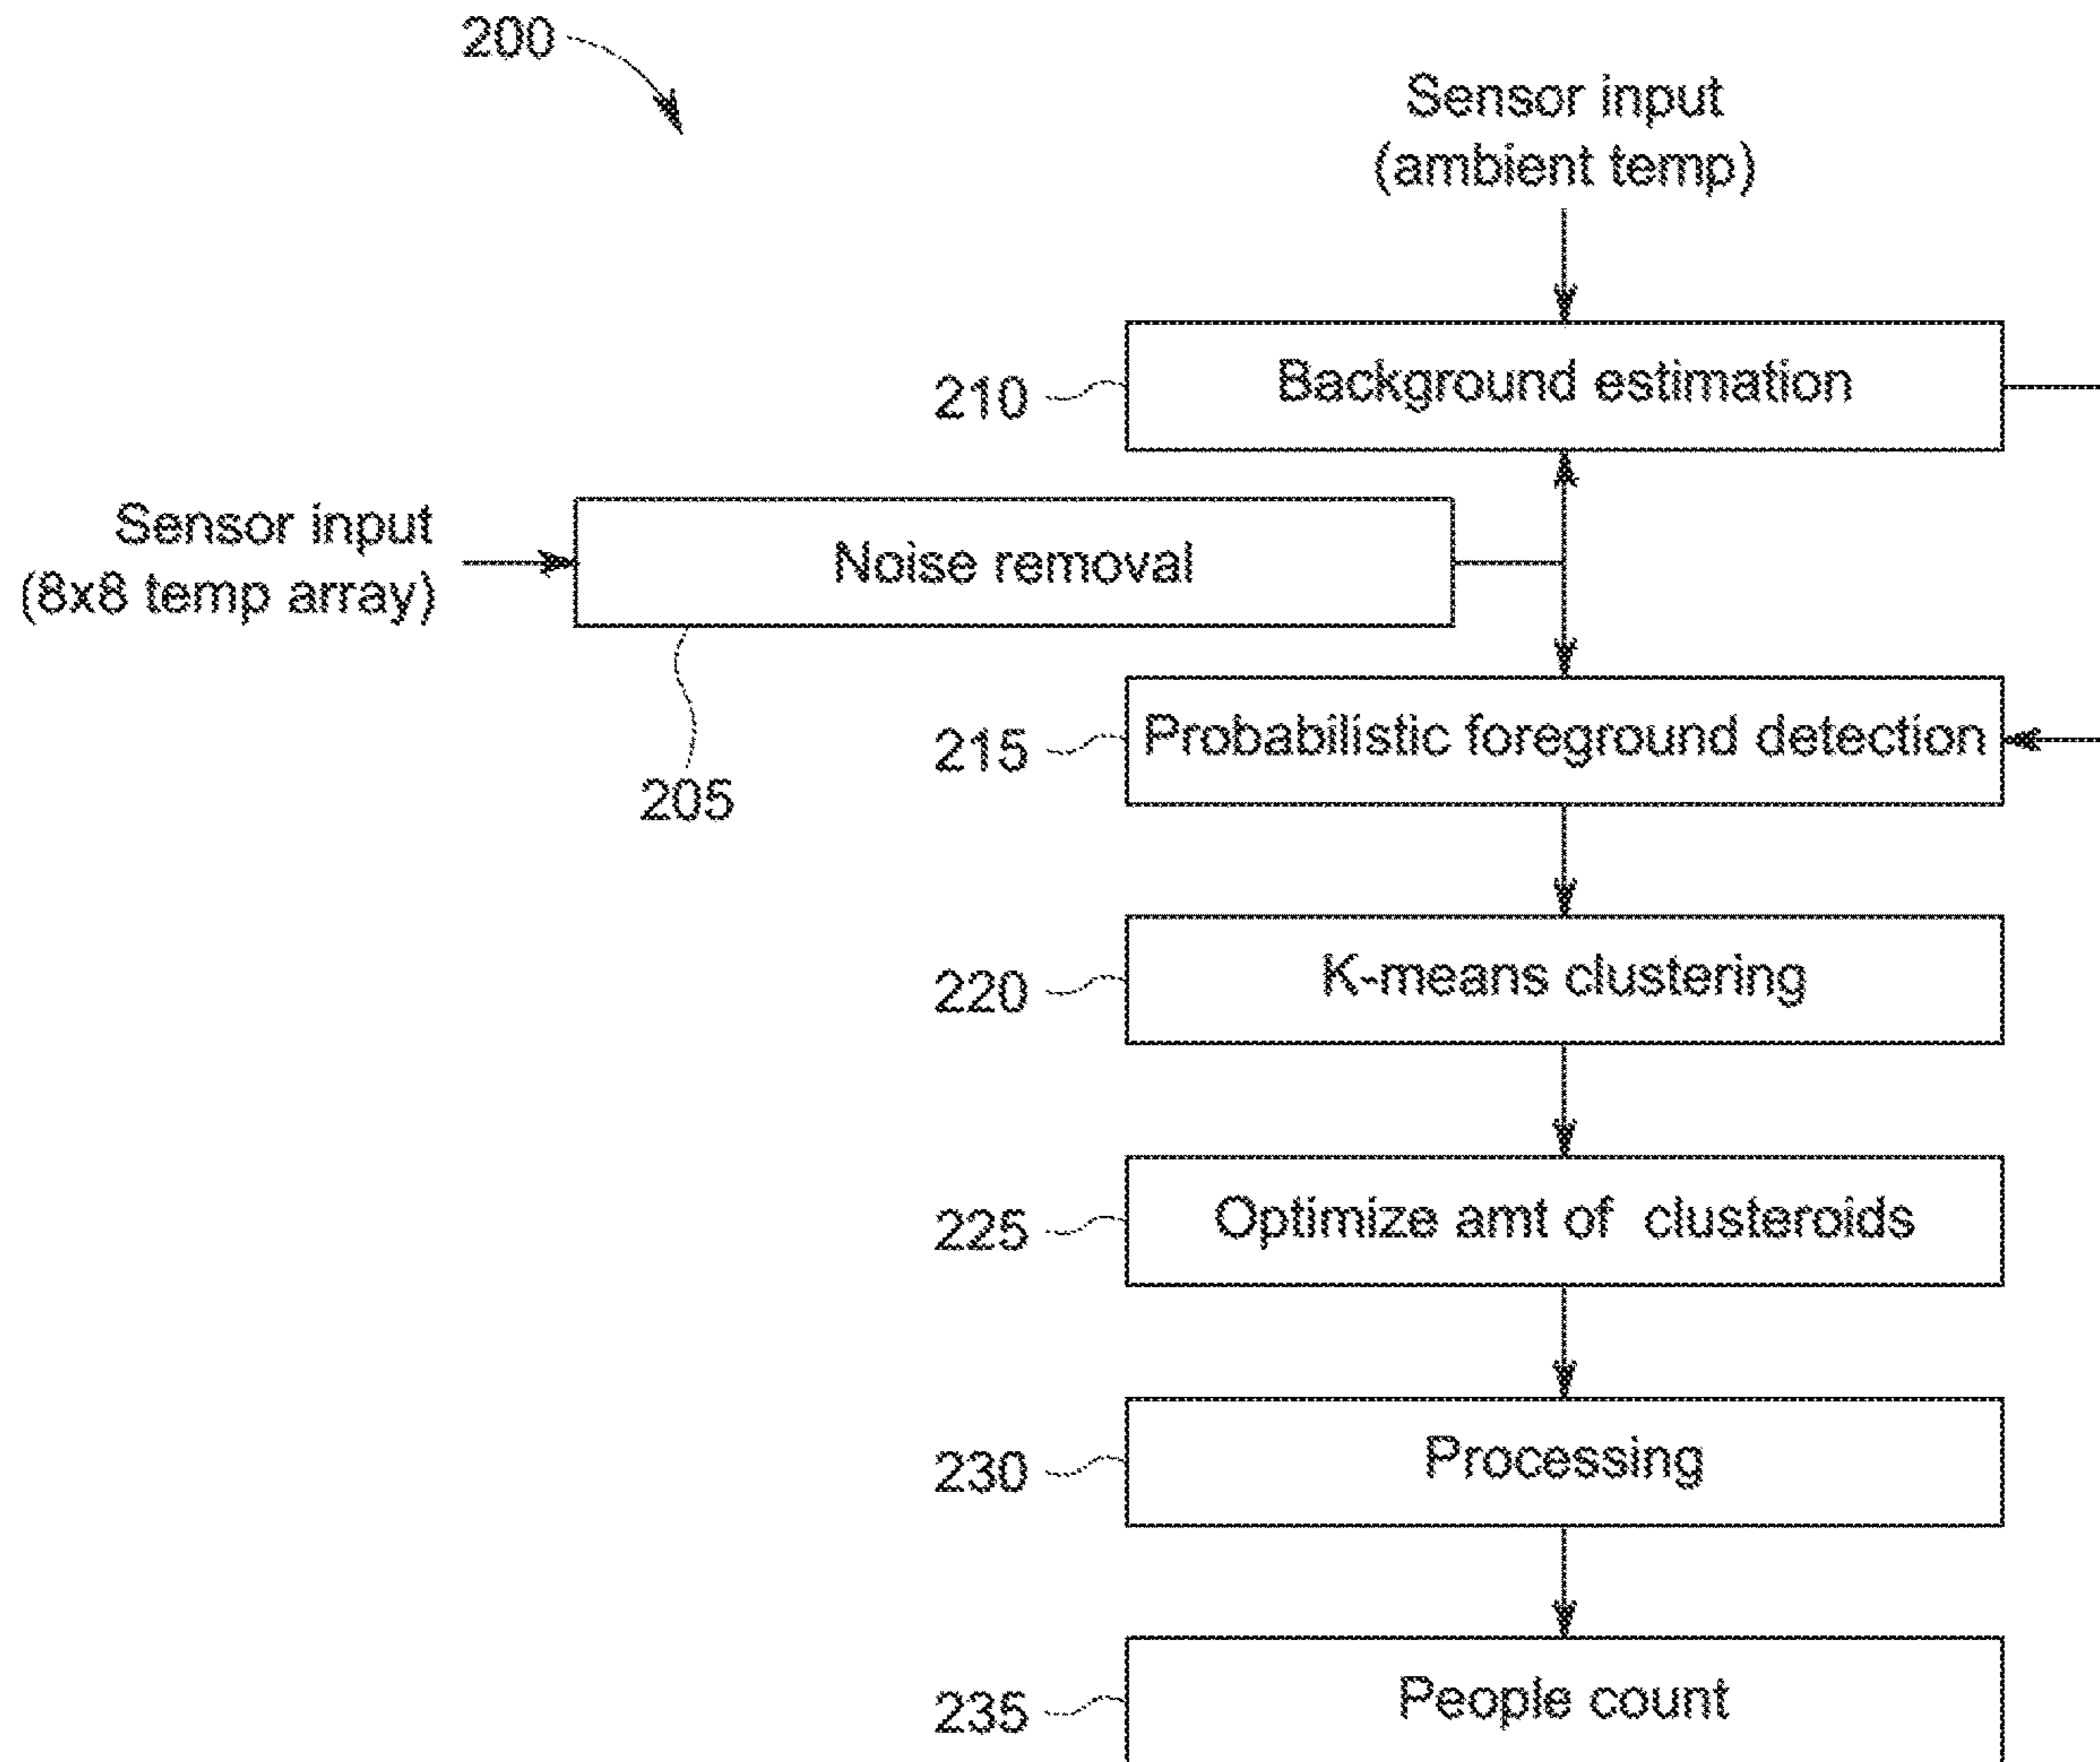 200
Sensor input
(ambient temp)
210
Background estimation
Sensor input
(8x8 temp array)
Noise removal
205
215
Probabilistic foreground detection
220
K-means clustering
225
Optimize amt of clusteroids
230
Processing
235
People count